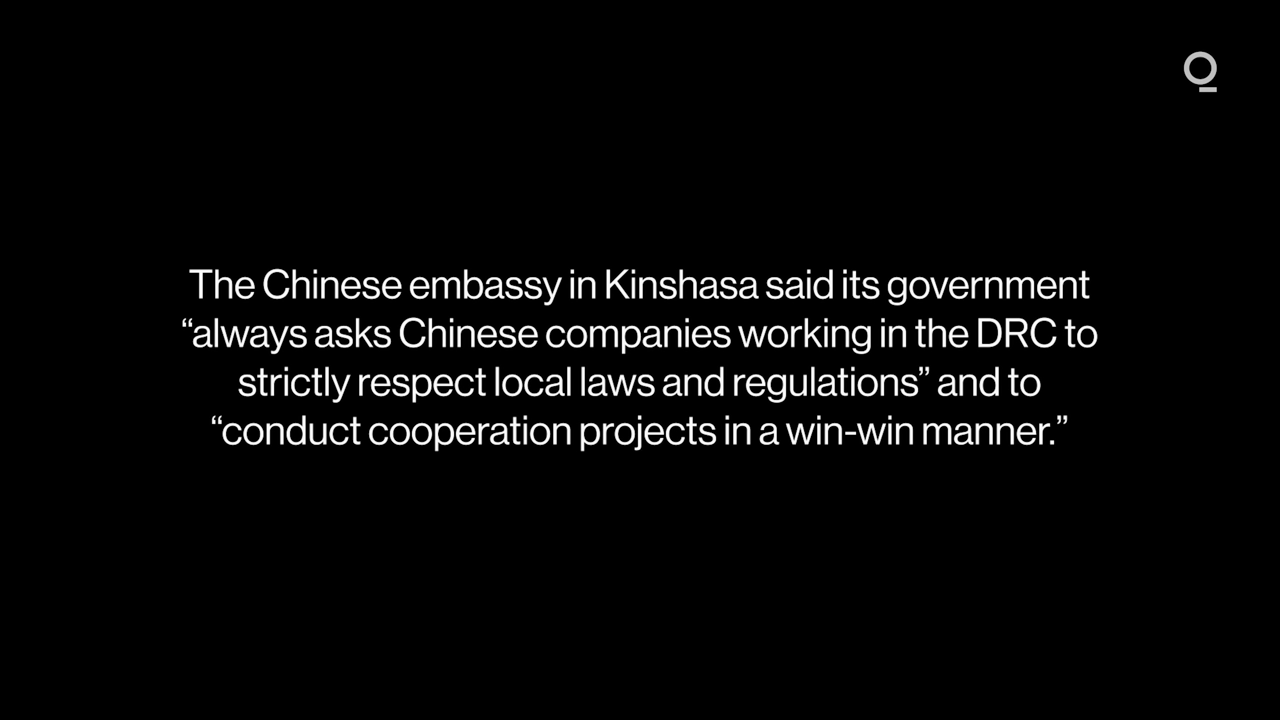 The Chinese embassy in Kinshasa said its government
“always asks Chinese companies working in the DRC to
strictly respect local laws and regulations” and to
“conduct cooperation projects in a win-win manner.”